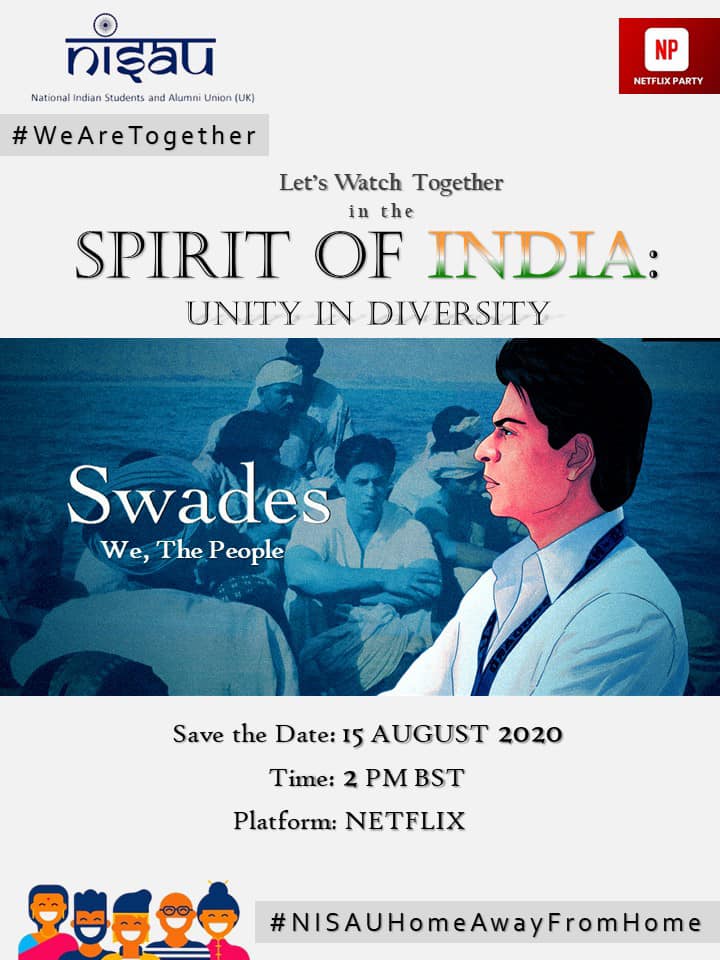 nisau
National Indian Students and Alumni Union (UK)
NP
NETFLIX PARTY
#WeAreTogether
Let's Watch Together
in the
SPIRIT OF INDIA:
UNITY IN DIVERSITY
Swades
We, The People
Save the Date: 15 AUGUST 2020
Time: 2 PM BST
Platform: NETFLIX
#NISAUHomeAwayFromHome